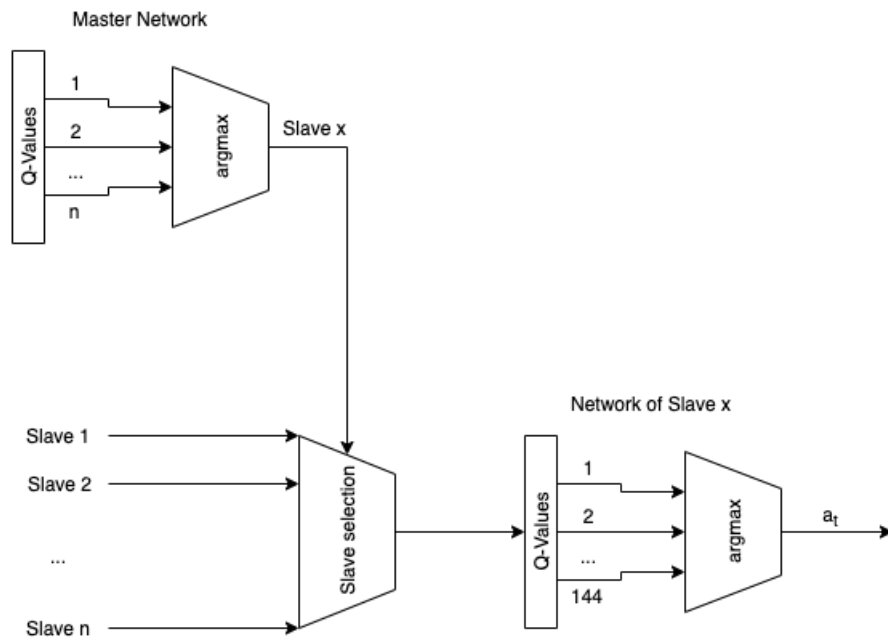 Master Network
Q-Values
1
2
...
n
argmax
Slave x
Slave 1
Slave 2
...
Slave n
Slave selection
Network of Slave x
Q-Values
1
2
...
144
argmax
aₜ